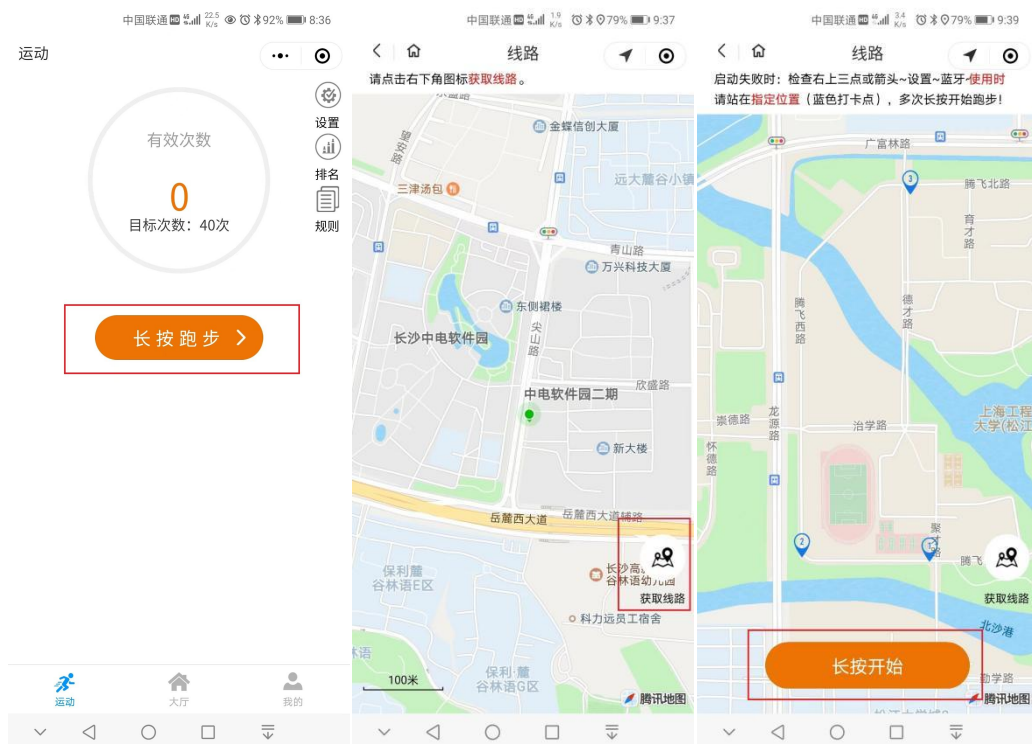 中国联通 HD 4G 22.5 K/s 92% 8:36
运动
设置
有效次数
排名
0
目标次数：40次
规则
长按跑步
运动
大厅
我的
中国联通 HD 4G 1.9 K/s 79% 9:37
线路
请点击右下角图标获取线路。
金蝶信创大厦
望安路
三津汤包
远大麓谷小镇
青山路
万兴科技大厦
东侧裙楼
尖山路
长沙中电软件园
欣盛路
中电软件园二期
新大楼
岳麓西大道
岳麓西大道辅路
保利麓
谷林语E区
长沙高
谷林语幼儿园
获取线路
科力远员工宿舍
林语
保利·麓
谷林语G区
100米
腾讯地图
中国联通 HD 4G 3.4 K/s 79% 9:39
线路
启动失败时：检查右上三点或箭头~设置~蓝牙~使用时
请站在指定位置（蓝色打卡点），多次长按开始跑步！
广富林路
3
腾飞北路
育才路
腾飞西路
德才路
上海工程
大学(松江
崇德路
龙源路
治学路
怀德路
2
1
聚才路
腾飞
获取线路
北沙港
长按开始
勤学路
腾讯地图